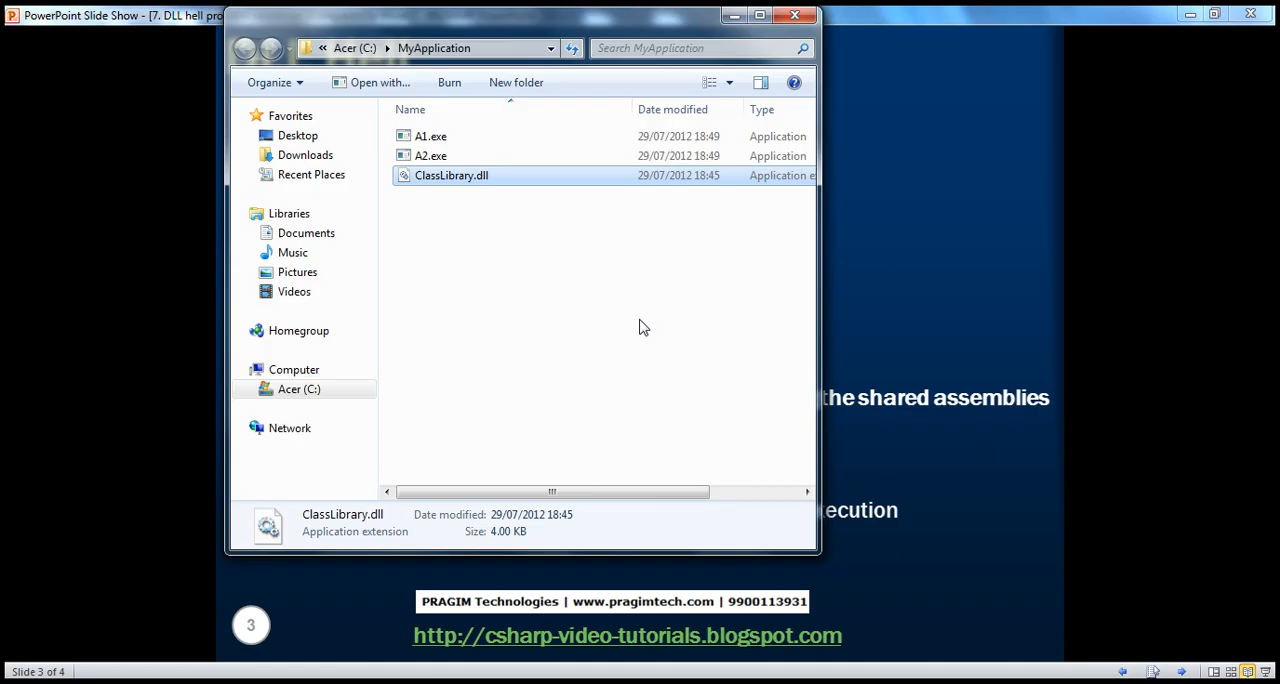 PowerPoint Slide Show - [7. DLL hell pro
« Acer (C:) MyApplication
Search MyApplication
Organize Open with... Burn New folder
Name Date modified Type
Favorites
Desktop
Downloads
Recent Places
Libraries
Documents
Music
Pictures
Videos
Homegroup
Computer
Acer (C:)
Network
A1.exe 29/07/2012 18:49 Application
A2.exe 29/07/2012 18:49 Application
ClassLibrary.dll 29/07/2012 18:45 Application e
ClassLibrary.dll Date modified: 29/07/2012 18:45
Application extension Size: 4.00 KB
the shared assemblies
ecution
PRAGIM Technologies | www.pragimtech.com | 9900113931
3
http://csharp-video-tutorials.blogspot.com
Slide 3 of 4